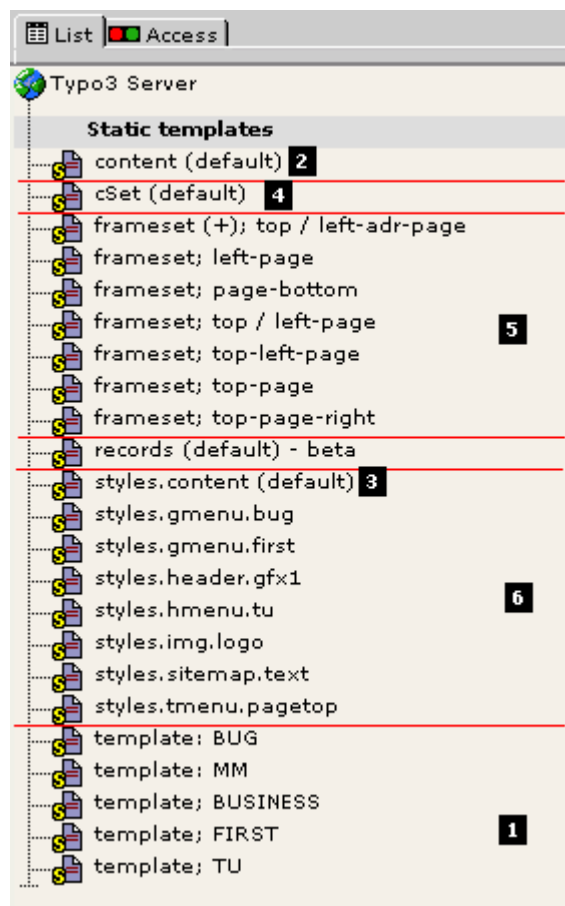 List Access
Typo3 Server
Static templates
content (default) 2
cSet (default) 4
frameset (+); top / left-adr-page
frameset; left-page
frameset; page-bottom
frameset; top / left-page 5
frameset; top-left-page
frameset; top-page
frameset; top-page-right
records (default) - beta
styles.content (default) 3
styles.gmenu.bug
styles.gmenu.first
styles.header.gfx1
styles.hmenu.tu 6
styles.img.logo
styles.sitemap.text
styles.tmenu.pagetop
template: BUG
template: MM
template; BUSINESS
template; FIRST 1
template; TU